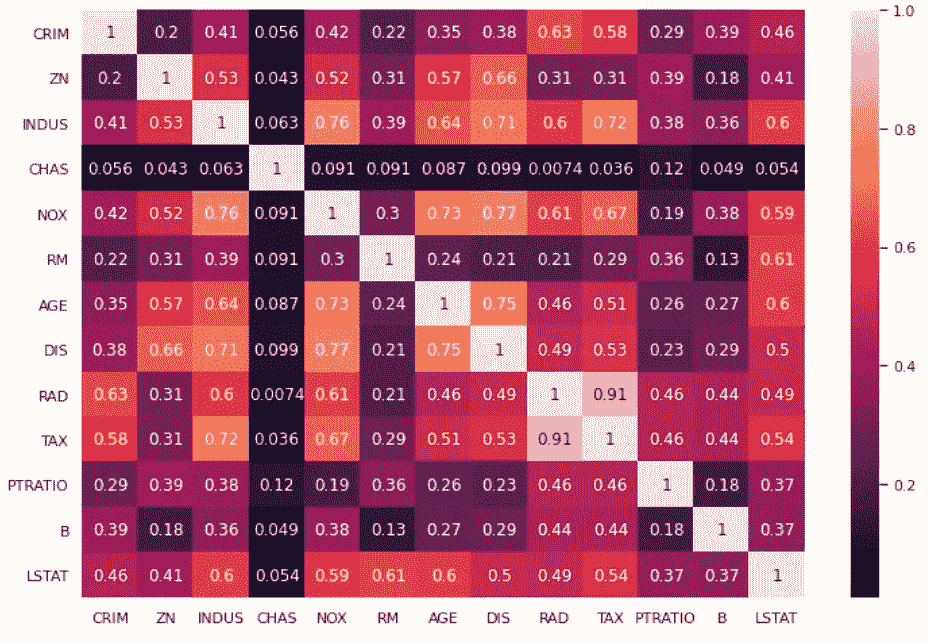 CRIM 1 0.2 0.41 0.056 0.42 0.22 0.35 0.38 0.63 0.58 0.29 0.39 0.46
ZN 0.2 1 0.53 0.043 0.52 0.31 0.57 0.66 0.31 0.31 0.39 0.18 0.41
INDUS 0.41 0.53 1 0.063 0.76 0.39 0.64 0.71 0.6 0.72 0.38 0.36 0.6
CHAS 0.056 0.043 0.063 1 0.091 0.091 0.087 0.099 0.0074 0.036 0.12 0.049 0.054
NOX 0.42 0.52 0.76 0.091 1 0.3 0.73 0.77 0.61 0.67 0.19 0.38 0.59
RM 0.22 0.31 0.39 0.091 0.3 1 0.24 0.21 0.21 0.29 0.36 0.13 0.61
AGE 0.35 0.57 0.64 0.087 0.73 0.24 1 0.75 0.46 0.51 0.26 0.27 0.6
DIS 0.38 0.66 0.71 0.099 0.77 0.21 0.75 1 0.49 0.53 0.23 0.29 0.5
RAD 0.63 0.31 0.6 0.0074 0.61 0.21 0.46 0.49 1 0.91 0.46 0.44 0.49
TAX 0.58 0.31 0.72 0.036 0.67 0.29 0.51 0.53 0.91 1 0.46 0.44 0.54
PTRATIO 0.29 0.39 0.38 0.12 0.19 0.36 0.26 0.23 0.46 0.46 1 0.18 0.37
B 0.39 0.18 0.36 0.049 0.38 0.13 0.27 0.29 0.44 0.44 0.18 1 0.37
LSTAT 0.46 0.41 0.6 0.054 0.59 0.61 0.6 0.5 0.49 0.54 0.37 0.37 1
CRIM ZN INDUS CHAS NOX RM AGE DIS RAD TAX PTRATIO B LSTAT
1.0
0.8
0.6
0.4
0.2